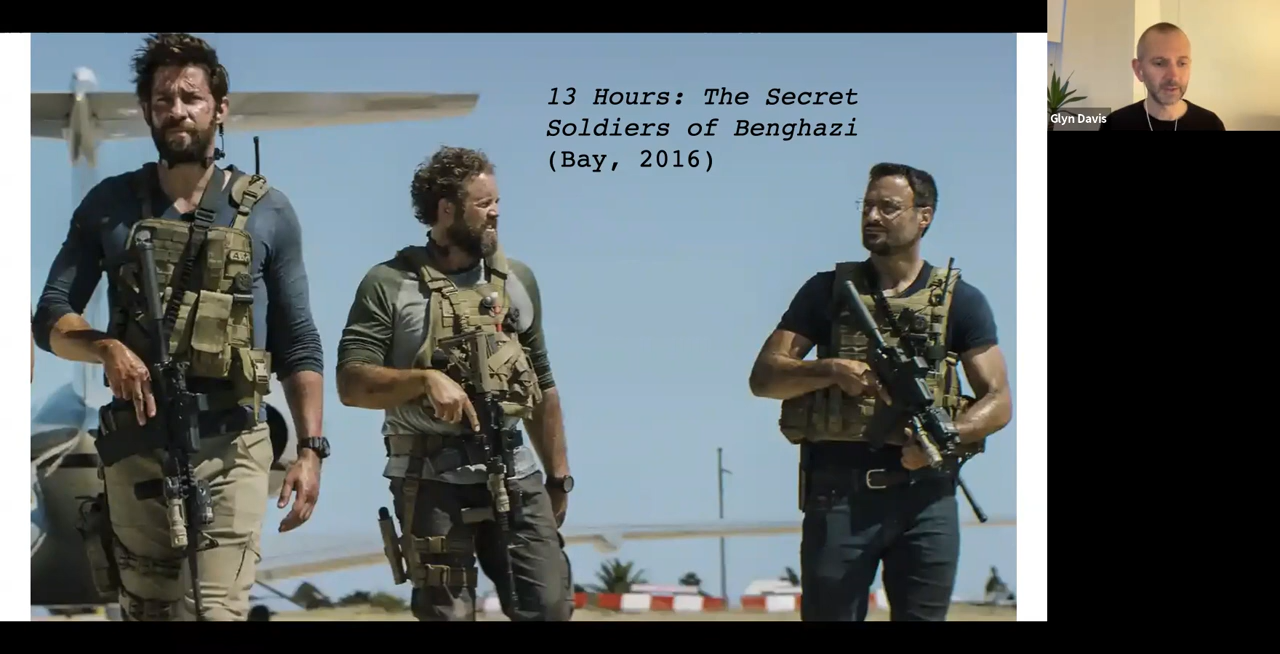 13 Hours: The Secret
Soldiers of Benghazi
(Bay, 2016)
Glyn Davis